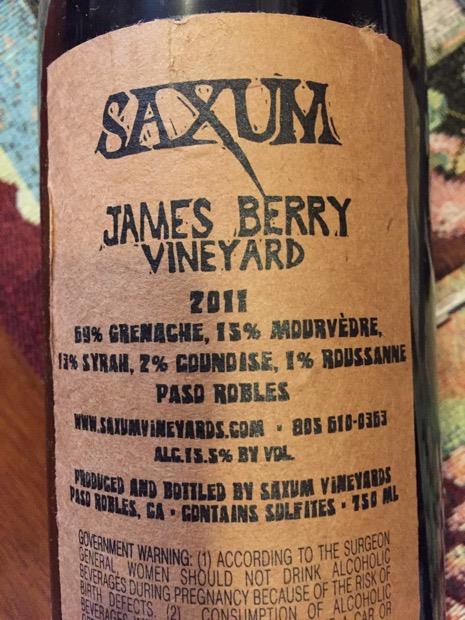 SAXUM
JAMES BERRY
VINEYARD
2011
69% GRENACHE, 15% MOURVÈDRE,
13% SYRAH, 2% COUNOISE, 1% ROUSSANNE
PASO ROBLES
WWW.SAXUMVINEYARDS.COM · 805 610-0363
ALC.15.5% BY VOL.
PRODUCED AND BOTTLED BY SAXUM VINEYARDS
PASO ROBLES, CA · CONTAINS SULFITES · 750 ML
GOVERNMENT WARNING: (1) ACCORDING TO THE SURGEON
GENERAL WOMEN SHOULD NOT DRINK ALCOHOLIC
BEVERAGES DURING PREGNANCY BECAUSE OF THE RISK OF
BIRTH DEFECTS. (2) CONSUMPTION OF ALCOHOLIC
BEVERAGES A CAR OR